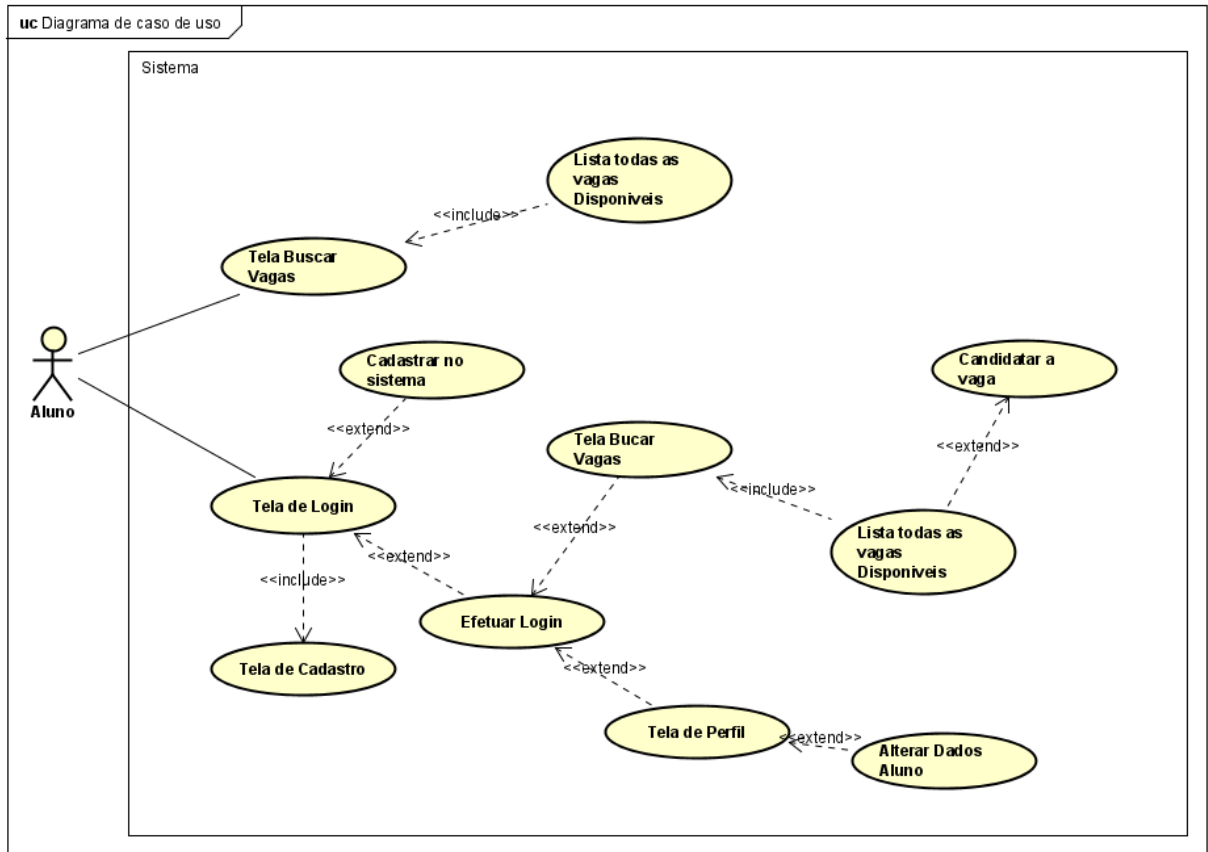 uc Diagrama de caso de uso
Sistema
Lista todas as
vagas
Disponiveis
<<include>>
Tela Buscar
Vagas
Cadastrar no
sistema
Candidatar a
vaga
Aluno
<<extend>>
Tela Bucar
Vagas
<<extend>>
<<include>>
Tela de Login
<<extend>>
Lista todas as
vagas
Disponiveis
<<extend>>
<<include>>
Efetuar Login
Tela de Cadastro
<<extend>>
Tela de Perfil
<<extend>>
Alterar Dados
Aluno